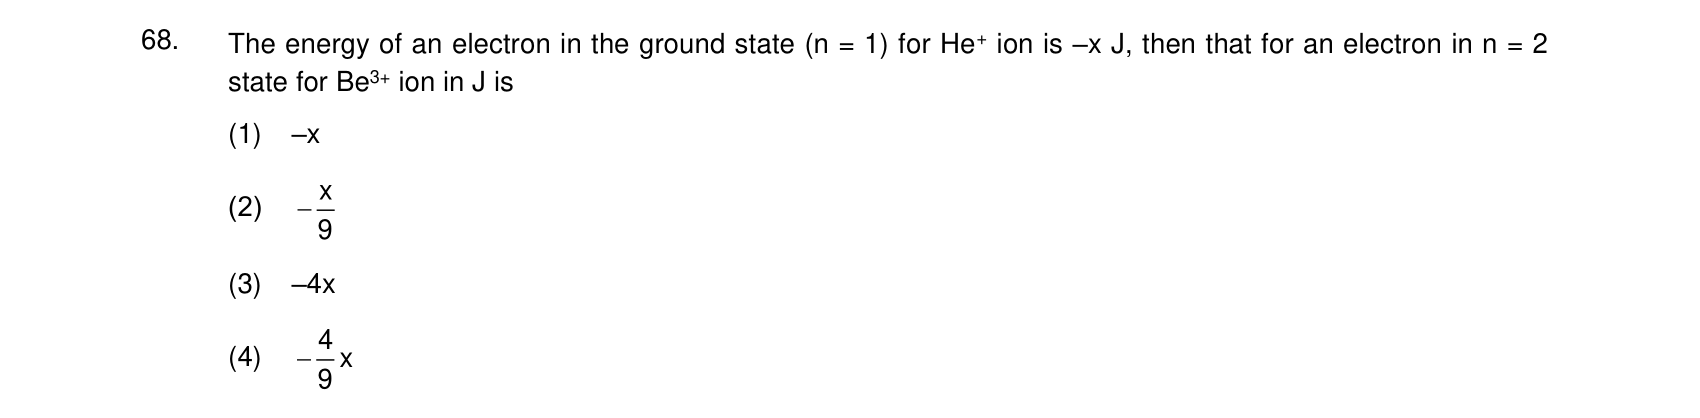 68. The energy of an electron in the ground state (n = 1) for He⁺ ion is –x J, then that for an electron in n = 2
state for Be³⁺ ion in J is
(1) –x
(2) –x/9
(3) –4x
(4) –4/9 x